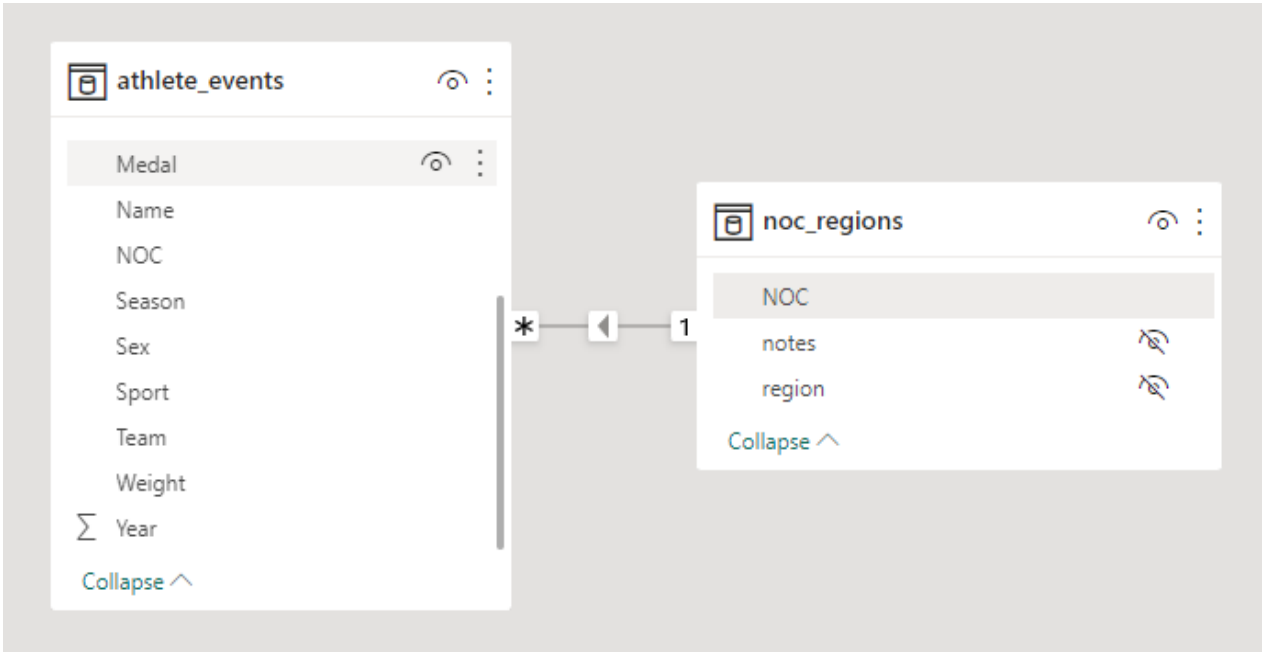 athlete_events
Medal
Name
NOC
Season
Sex
Sport
Team
Weight
Σ Year
Collapse
* 1
noc_regions
NOC
notes
region
Collapse